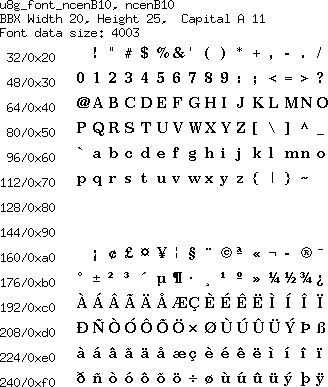 u8g_font_ncenB10, ncenB10
BBX Width 20, Height 25, Capital A 11
Font data size: 4003
32/0x20 ! " # $ % & ' ( ) * + , - . /
48/0x30 0 1 2 3 4 5 6 7 8 9 : ; < = > ?
64/0x40 @ A B C D E F G H I J K L M N O
80/0x50 P Q R S T U V W X Y Z [ \ ] ^ _
96/0x60 ` a b c d e f g h i j k l m n o
112/0x70 p q r s t u v w x y z { | } ~
128/0x80
144/0x90
160/0xa0 ¡ ¢ £ ¤ ¥ ¦ § ¨ © ª « ¬ - ® ¯
176/0xb0 ° ± ² ³ ´ µ ¶ · ¸ ¹ º » ¼ ½ ¾ ¿
192/0xc0 À Á Â Ã Ä Å Æ Ç È É Ê Ë Ì Í Î Ï
208/0xd0 Ð Ñ Ò Ó Ô Õ Ö × Ø Ù Ú Û Ü Ý Þ ß
224/0xe0 à á â ã ä å æ ç è é ê ë ì í î ï
240/0xf0 ð ñ ò ó ô õ ö ÷ ø ù ú û ü ý þ ÿ